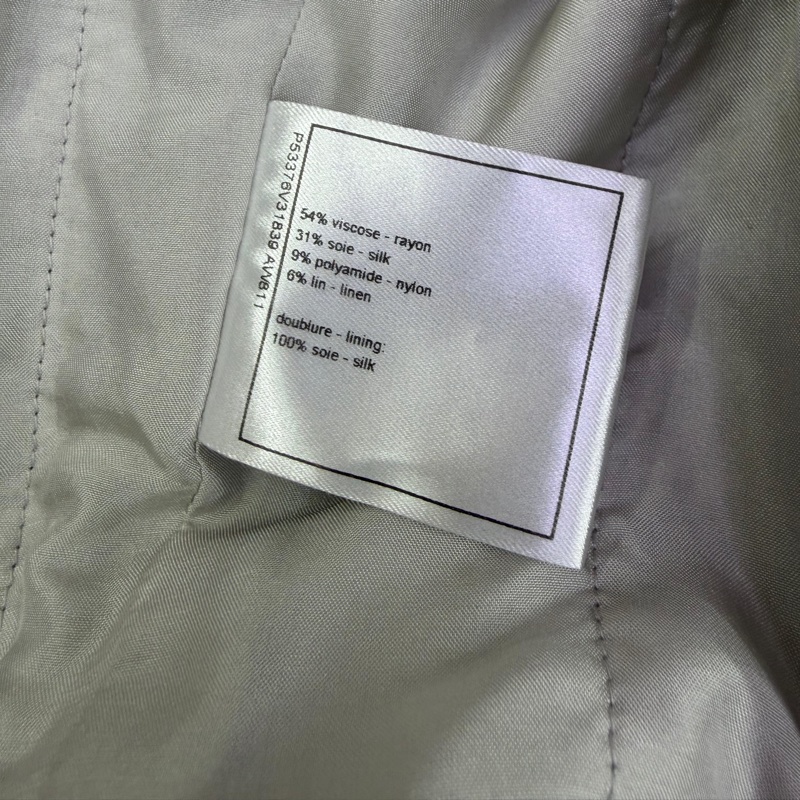 P53376V31839 AW811
54% viscose - rayon
31% soie - silk
9% polyamide - nylon
6% lin - linen
doublure - lining:
100% soie - silk